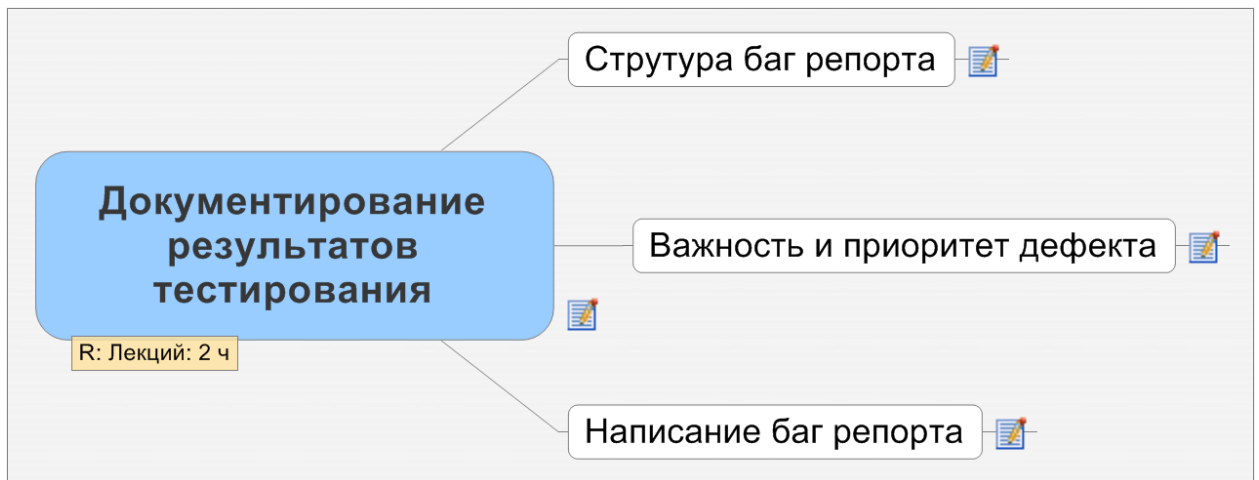 Струтура баг репорта
Документирование
результатов
тестирования
Важность и приоритет дефекта
R: Лекций: 2 ч
Написание баг репорта